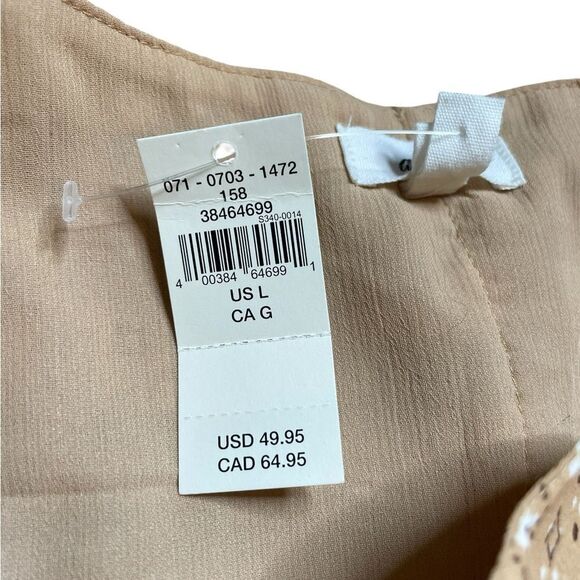 071 - 0703 - 1472
158
38464699
S340-0014
4 00384 64699 1
US L
CA G
USD 49.95
CAD 64.95